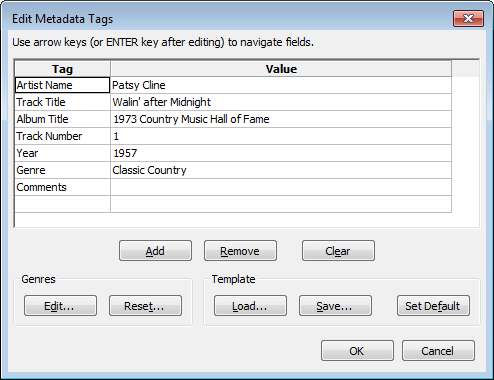 Edit Metadata Tags
Use arrow keys (or ENTER key after editing) to navigate fields.
Tag Value
Artist Name Patsy Cline
Track Title Walin' after Midnight
Album Title 1973 Country Music Hall of Fame
Track Number 1
Year 1957
Genre Classic Country
Comments
Add Remove Clear
Genres Template
Edit... Reset... Load... Save... Set Default
OK Cancel